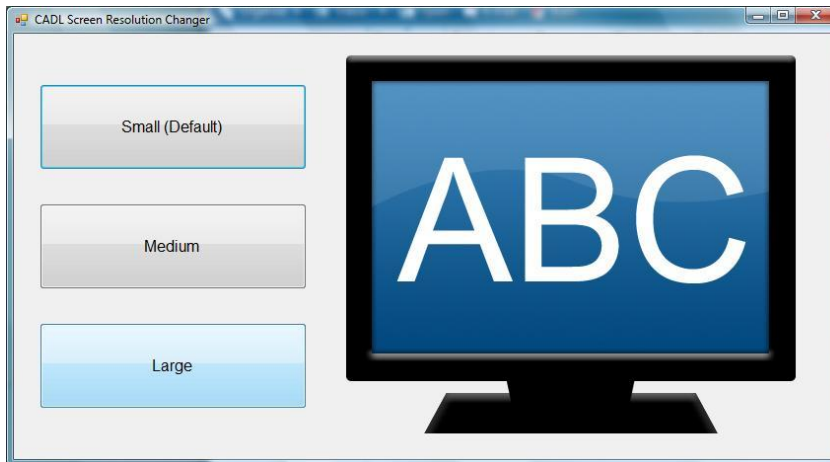 CADL Screen Resolution Changer
Small (Default)
Medium
Large
ABC